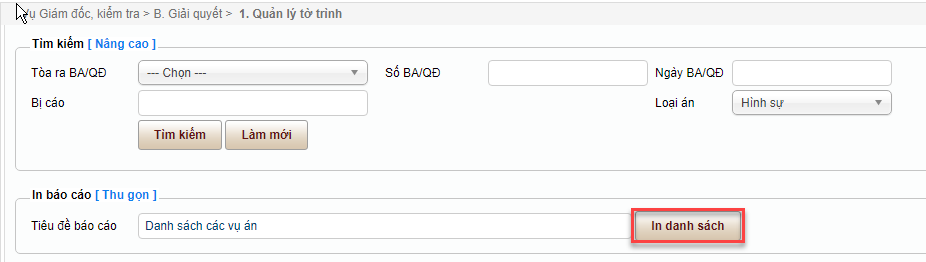 ụ Giám đốc, kiểm tra > B. Giải quyết > 1. Quản lý tờ trình
Tìm kiếm [ Nâng cao ]
Tòa ra BA/QĐ --- Chọn --- Số BA/QĐ Ngày BA/QĐ
Bị cáo Loại án Hình sự
Tìm kiếm Làm mới
In báo cáo [ Thu gọn ]
Tiêu đề báo cáo Danh sách các vụ án In danh sách